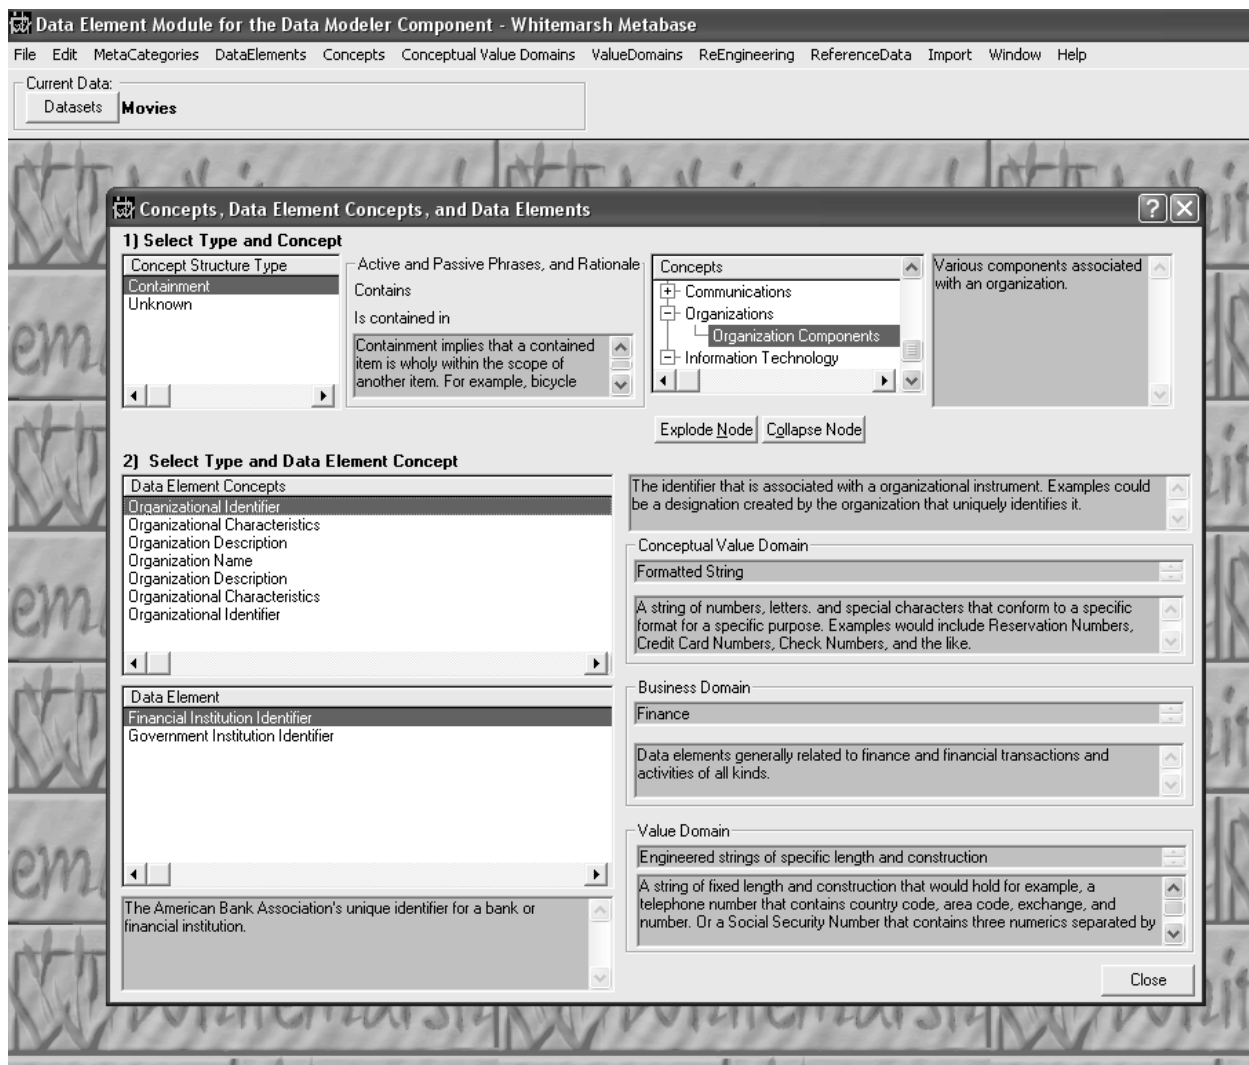 Data Element Module for the Data Modeler Component - Whitemarsh Metabase
File Edit MetaCategories DataElements Concepts Conceptual Value Domains ValueDomains ReEngineering ReferenceData Import Window Help
Current Data:
Datasets Movies
Concepts, Data Element Concepts, and Data Elements
1) Select Type and Concept
Concept Structure Type
Containment
Unknown
Active and Passive Phrases, and Rationale
Contains
Is contained in
Containment implies that a contained
item is wholy within the scope of
another item. For example, bicycle
Concepts
Communications
Organizations
Organization Components
Information Technology
Various components associated
with an organization.
Explode Node Collapse Node
2) Select Type and Data Element Concept
Data Element Concepts
Organizational Identifier
Organizational Characteristics
Organization Description
Organization Name
Organization Description
Organizational Characteristics
Organizational Identifier
The identifier that is associated with a organizational instrument. Examples could
be a designation created by the organization that uniquely identifies it.
Conceptual Value Domain
Formatted String
A string of numbers, letters. and special characters that conform to a specific
format for a specific purpose. Examples would include Reservation Numbers,
Credit Card Numbers, Check Numbers, and the like.
Data Element
Financial Institution Identifier
Government Institution Identifier
Business Domain
Finance
Data elements generally related to finance and financial transactions and
activities of all kinds.
Value Domain
Engineered strings of specific length and construction
A string of fixed length and construction that would hold for example, a
telephone number that contains country code, area code, exchange, and
number. Or a Social Security Number that contains three numerics separated by
The American Bank Association's unique identifier for a bank or
financial institution.
Close